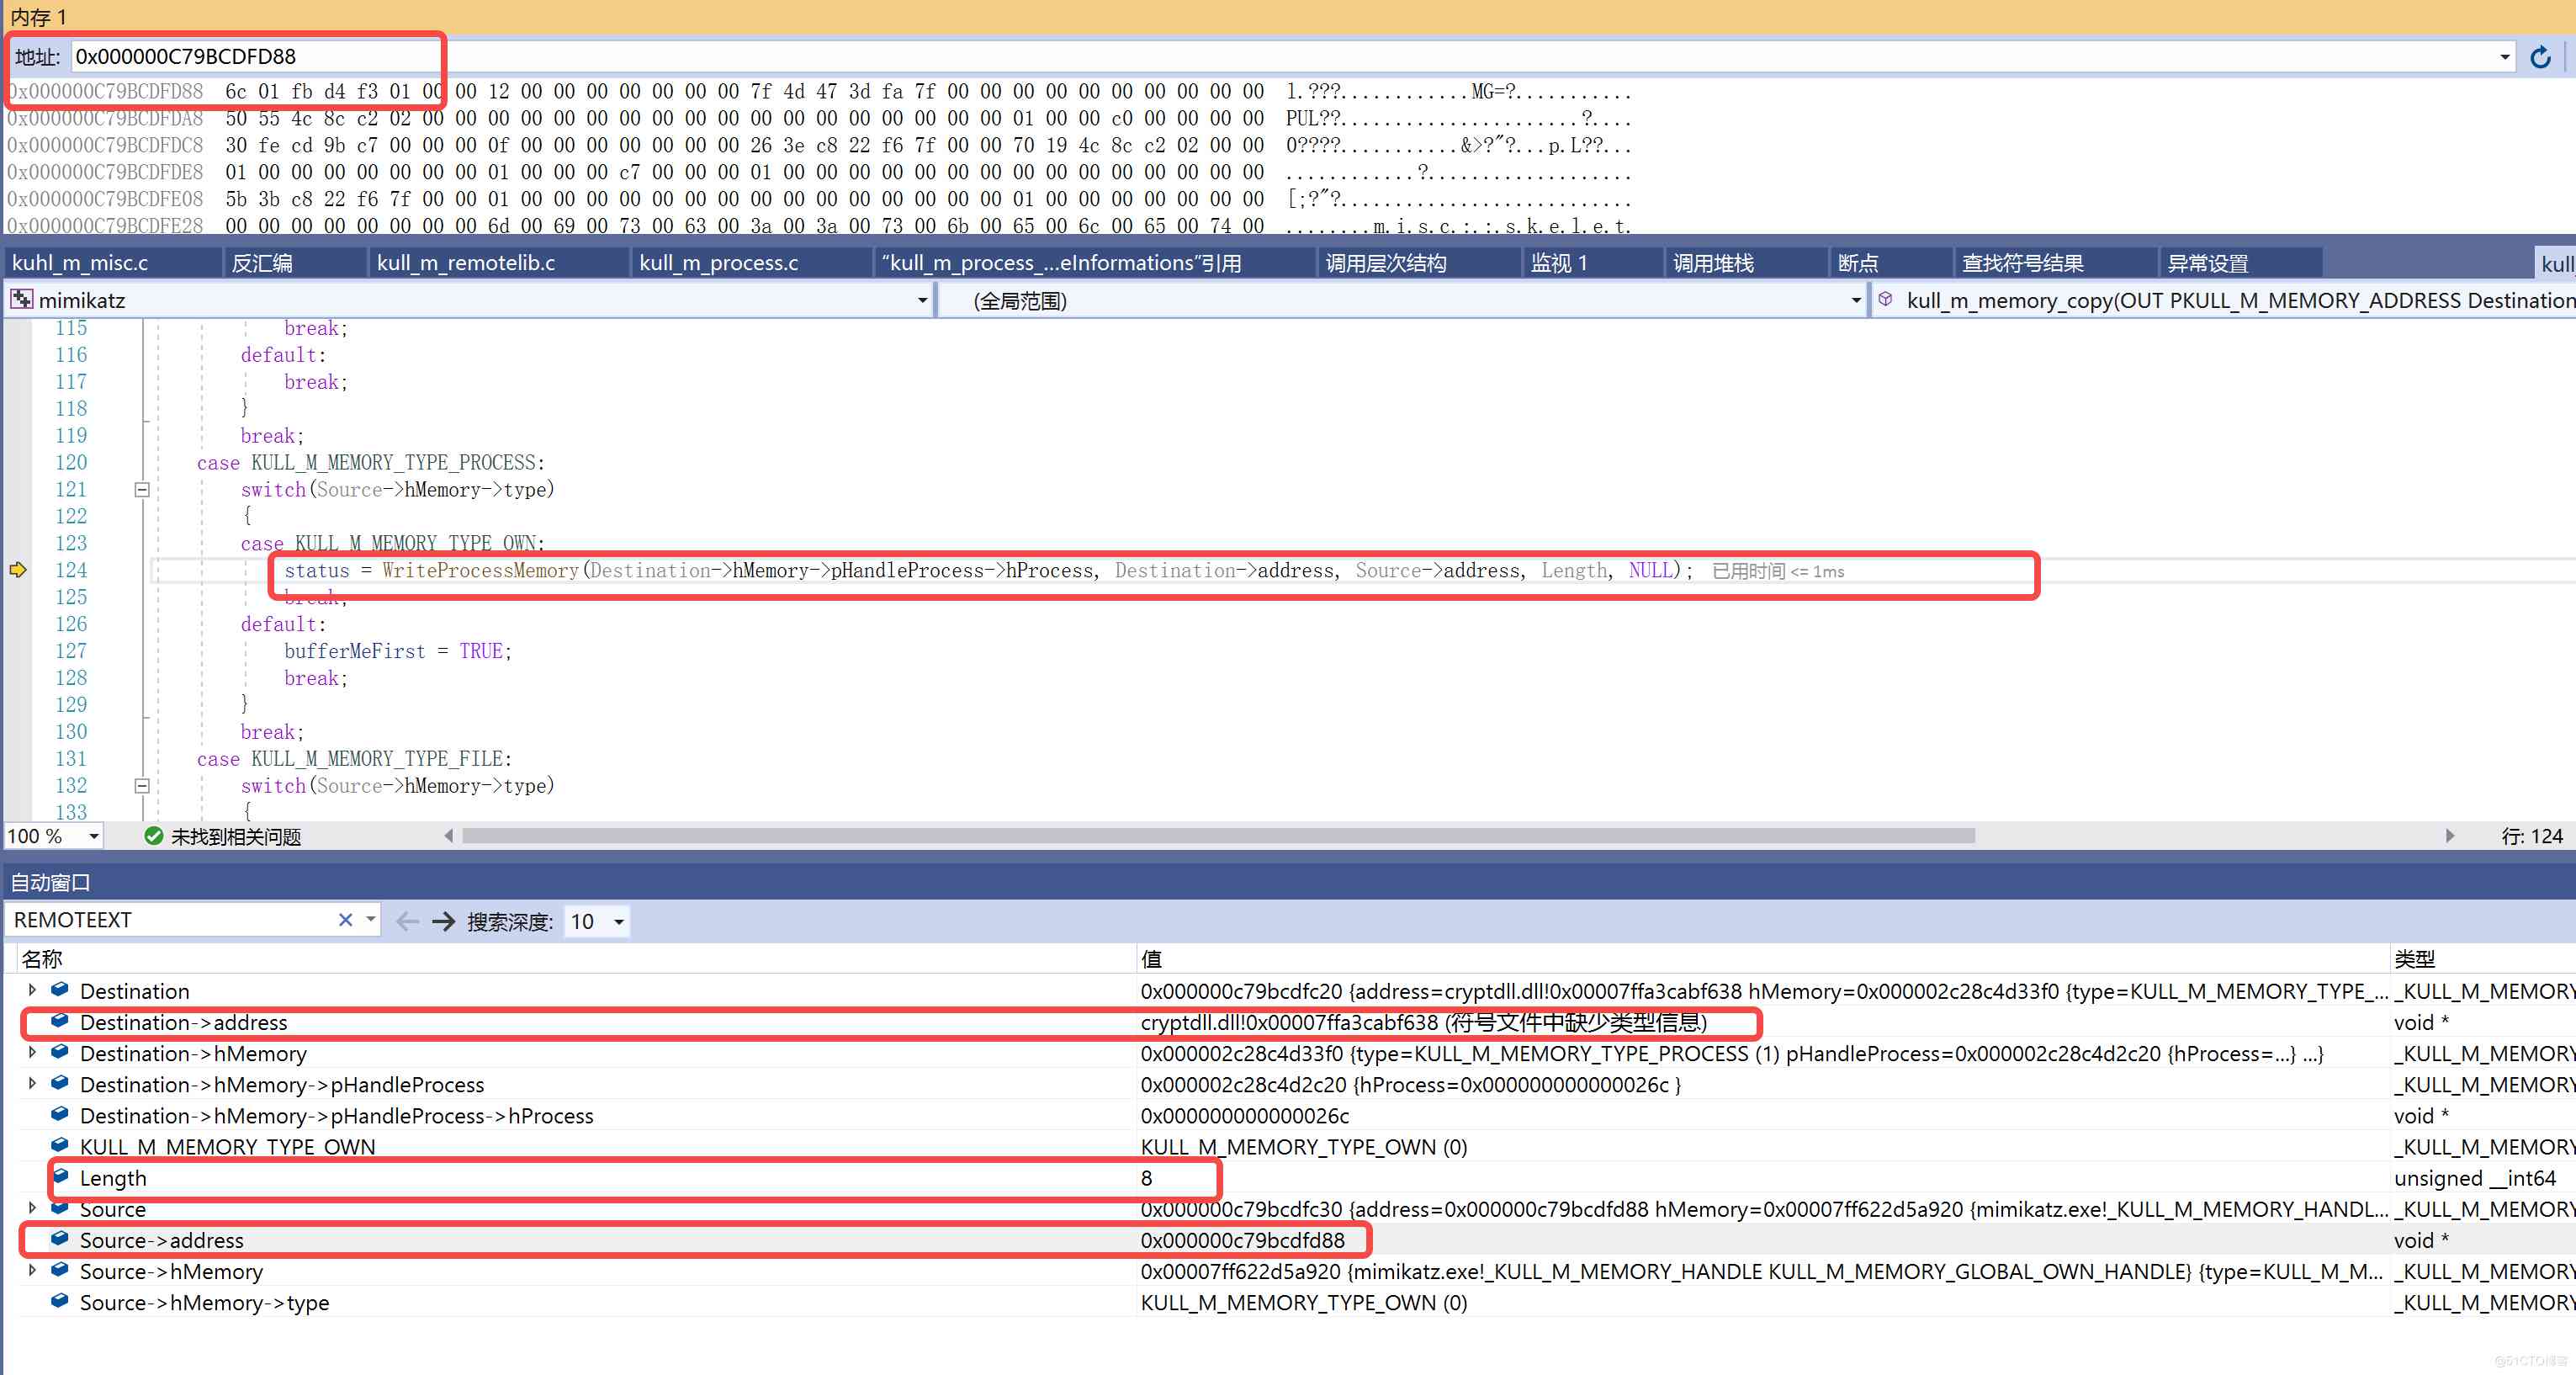 内存 1
地址: 0x000000C79BCDFD88
0x000000C79BCDFD88 6c 01 fb d4 f3 01 00 00 12 00 00 00 00 00 00 00 7f 4d 47 3d fa 7f 00 00 00 00 00 00 00 00 00 00 l.???............MG=?...........
0x000000C79BCDFDA8 50 55 4c 8c c2 02 00 00 00 00 00 00 00 00 00 00 00 00 00 00 00 00 00 00 01 00 00 c0 00 00 00 00 PUL??......................?....
0x000000C79BCDFDC8 30 fe cd 9b c7 00 00 00 0f 00 00 00 00 00 00 00 26 3e c8 22 f6 7f 00 00 70 19 4c 8c c2 02 00 00 0????...........&>?"?...p.L??...
0x000000C79BCDFDE8 01 00 00 00 00 00 00 00 01 00 00 00 c7 00 00 00 01 00 00 00 00 00 00 00 00 00 00 00 00 00 00 00 ............?...................
0x000000C79BCDFE08 5b 3b c8 22 f6 7f 00 00 01 00 00 00 00 00 00 00 00 00 00 00 00 00 00 00 01 00 00 00 00 00 00 00 [;?"?...........................
0x000000C79BCDFE28 00 00 00 00 00 00 00 00 6d 00 69 00 73 00 63 00 3a 00 3a 00 73 00 6b 00 65 00 6c 00 65 00 74 00 ........m.i.s.c.:.:.s.k.e.l.e.t.
kuhl_m_misc.c 反汇编 kull_m_remotelib.c kull_m_process.c “kull_m_process_...eInformations”引用 调用层次结构 监视 1 调用堆栈 断点 查找符号结果 异常设置 kull_
mimikatz (全局范围) kull_m_memory_copy(OUT PKULL_M_MEMORY_ADDRESS Destination
115 break;
116 default:
117 break;
118 }
119 break;
120 case KULL_M_MEMORY_TYPE_PROCESS:
121 switch(Source->hMemory->type)
122 {
123 case KULL_M_MEMORY_TYPE_OWN:
124 status = WriteProcessMemory(Destination->hMemory->pHandleProcess->hProcess, Destination->address, Source->address, Length, NULL); 已用时间 <= 1ms
125 break;
126 default:
127 bufferMeFirst = TRUE;
128 break;
129 }
130 break;
131 case KULL_M_MEMORY_TYPE_FILE:
132 switch(Source->hMemory->type)
133 {
100 % 未找到相关问题 行: 124
自动窗口
REMOTEEXT 搜索深度: 10
名称 值 类型
Destination 0x000000c79bcdfc20 {address=cryptdll.dll!0x00007ffa3cabf638 hMemory=0x000002c28c4d33f0 {type=KULL_M_MEMORY_TYPE_... _KULL_M_MEMORY
Destination->address cryptdll.dll!0x00007ffa3cabf638 (符号文件中缺少类型信息) void *
Destination->hMemory 0x000002c28c4d33f0 {type=KULL_M_MEMORY_TYPE_PROCESS (1) pHandleProcess=0x000002c28c4d2c20 {hProcess=...} ...} _KULL_M_MEMORY
Destination->hMemory->pHandleProcess 0x000002c28c4d2c20 {hProcess=0x000000000000026c } _KULL_M_MEMORY
Destination->hMemory->pHandleProcess->hProcess 0x000000000000026c void *
KULL_M_MEMORY_TYPE_OWN KULL_M_MEMORY_TYPE_OWN (0) _KULL_M_MEMORY
Length 8 unsigned __int64
Source 0x000000c79bcdfc30 {address=0x000000c79bcdfd88 hMemory=0x00007ff622d5a920 {mimikatz.exe!_KULL_M_MEMORY_HANDL... _KULL_M_MEMORY
Source->address 0x000000c79bcdfd88 void *
Source->hMemory 0x00007ff622d5a920 {mimikatz.exe!_KULL_M_MEMORY_HANDLE KULL_M_MEMORY_GLOBAL_OWN_HANDLE} {type=KULL_M_M... _KULL_M_MEMORY
Source->hMemory->type KULL_M_MEMORY_TYPE_OWN (0) _KULL_M_MEMORY
@51CTO博客